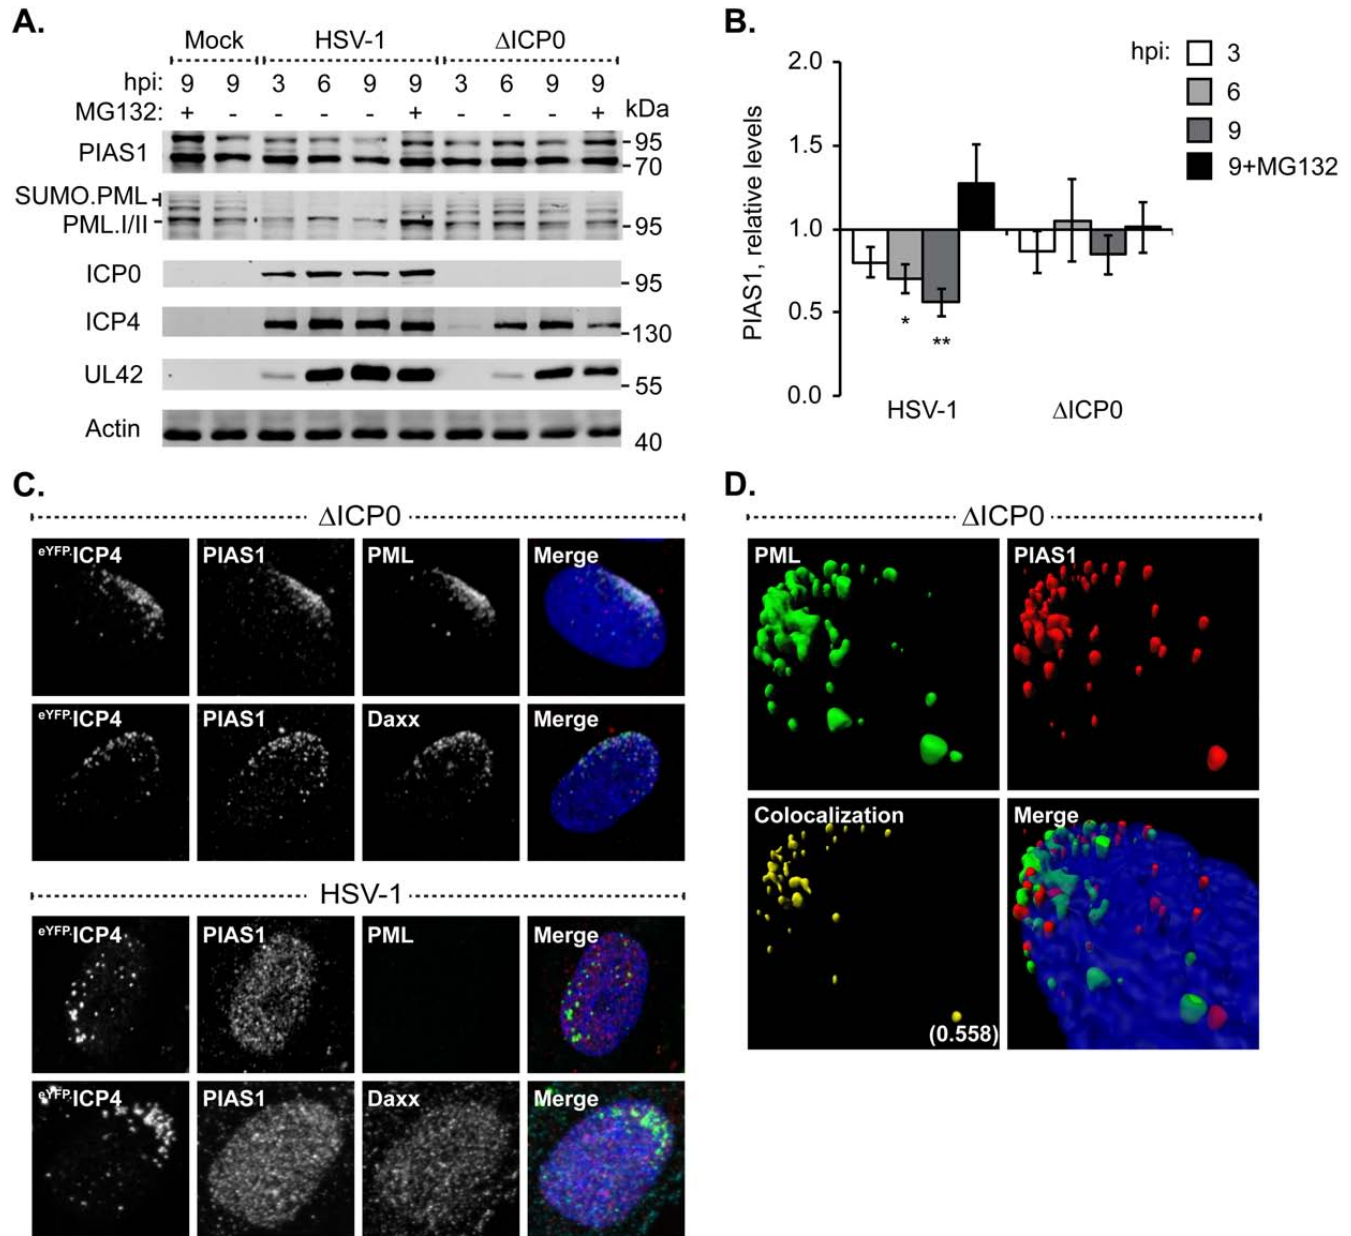 A.
Mock HSV-1 ΔICP0
hpi: 9 9 3 6 9 9 3 6 9 9
MG132: + - - - - + - - - + kDa
PIAS1
95
70
SUMO.PML
PML.I/II
95
ICP0
95
ICP4
130
UL42
55
Actin
40
B.
PIAS1, relative levels
2.0
1.5
1.0
0.5
0.0
*
**
HSV-1 ΔICP0
hpi: 3
6
9
9+MG132
C.
ΔICP0
eYFP.ICP4 PIAS1 PML Merge
eYFP.ICP4 PIAS1 Daxx Merge
HSV-1
eYFP.ICP4 PIAS1 PML Merge
eYFP.ICP4 PIAS1 Daxx Merge
D.
ΔICP0
PML PIAS1
Colocalization Merge
(0.558)